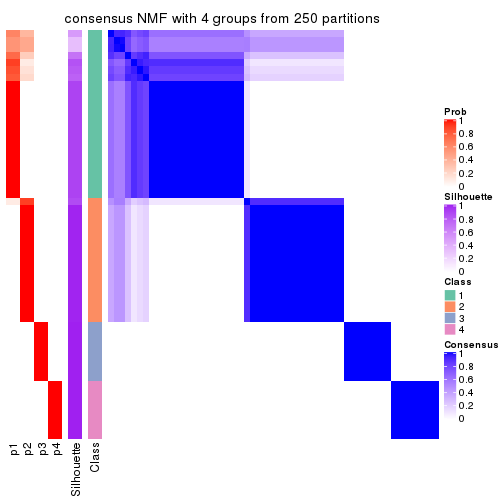 consensus NMF with 4 groups from 250 partitions
Prob
1
0.8
0.6
0.4
0.2
0
Silhouette
1
0.8
0.6
0.4
0.2
0
Class
1
2
3
4
Consensus
1
0.8
0.6
0.4
0.2
0
p1
p2
p3
p4
Silhouette
Class